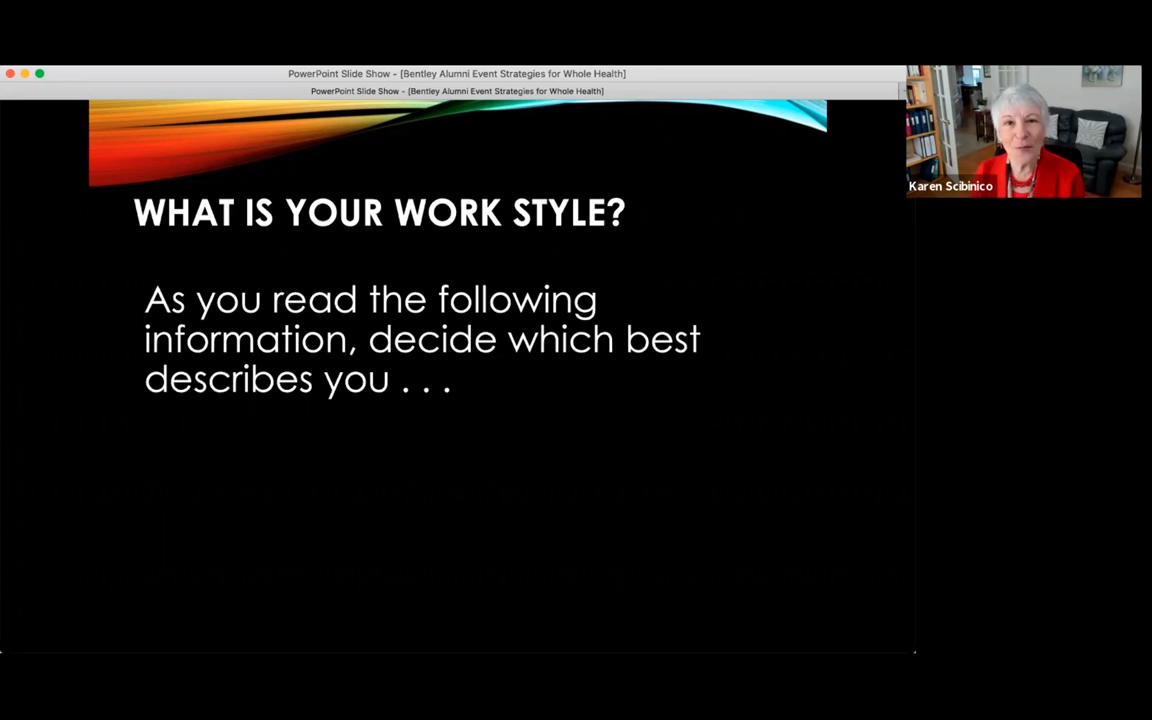 PowerPoint Slide Show - [Bentley Alumni Event Strategies for Whole Health]
PowerPoint Slide Show - [Bentley Alumni Event Strategies for Whole Health]
Karen Scibinico
WHAT IS YOUR WORK STYLE?
As you read the following
information, decide which best
describes you . . .